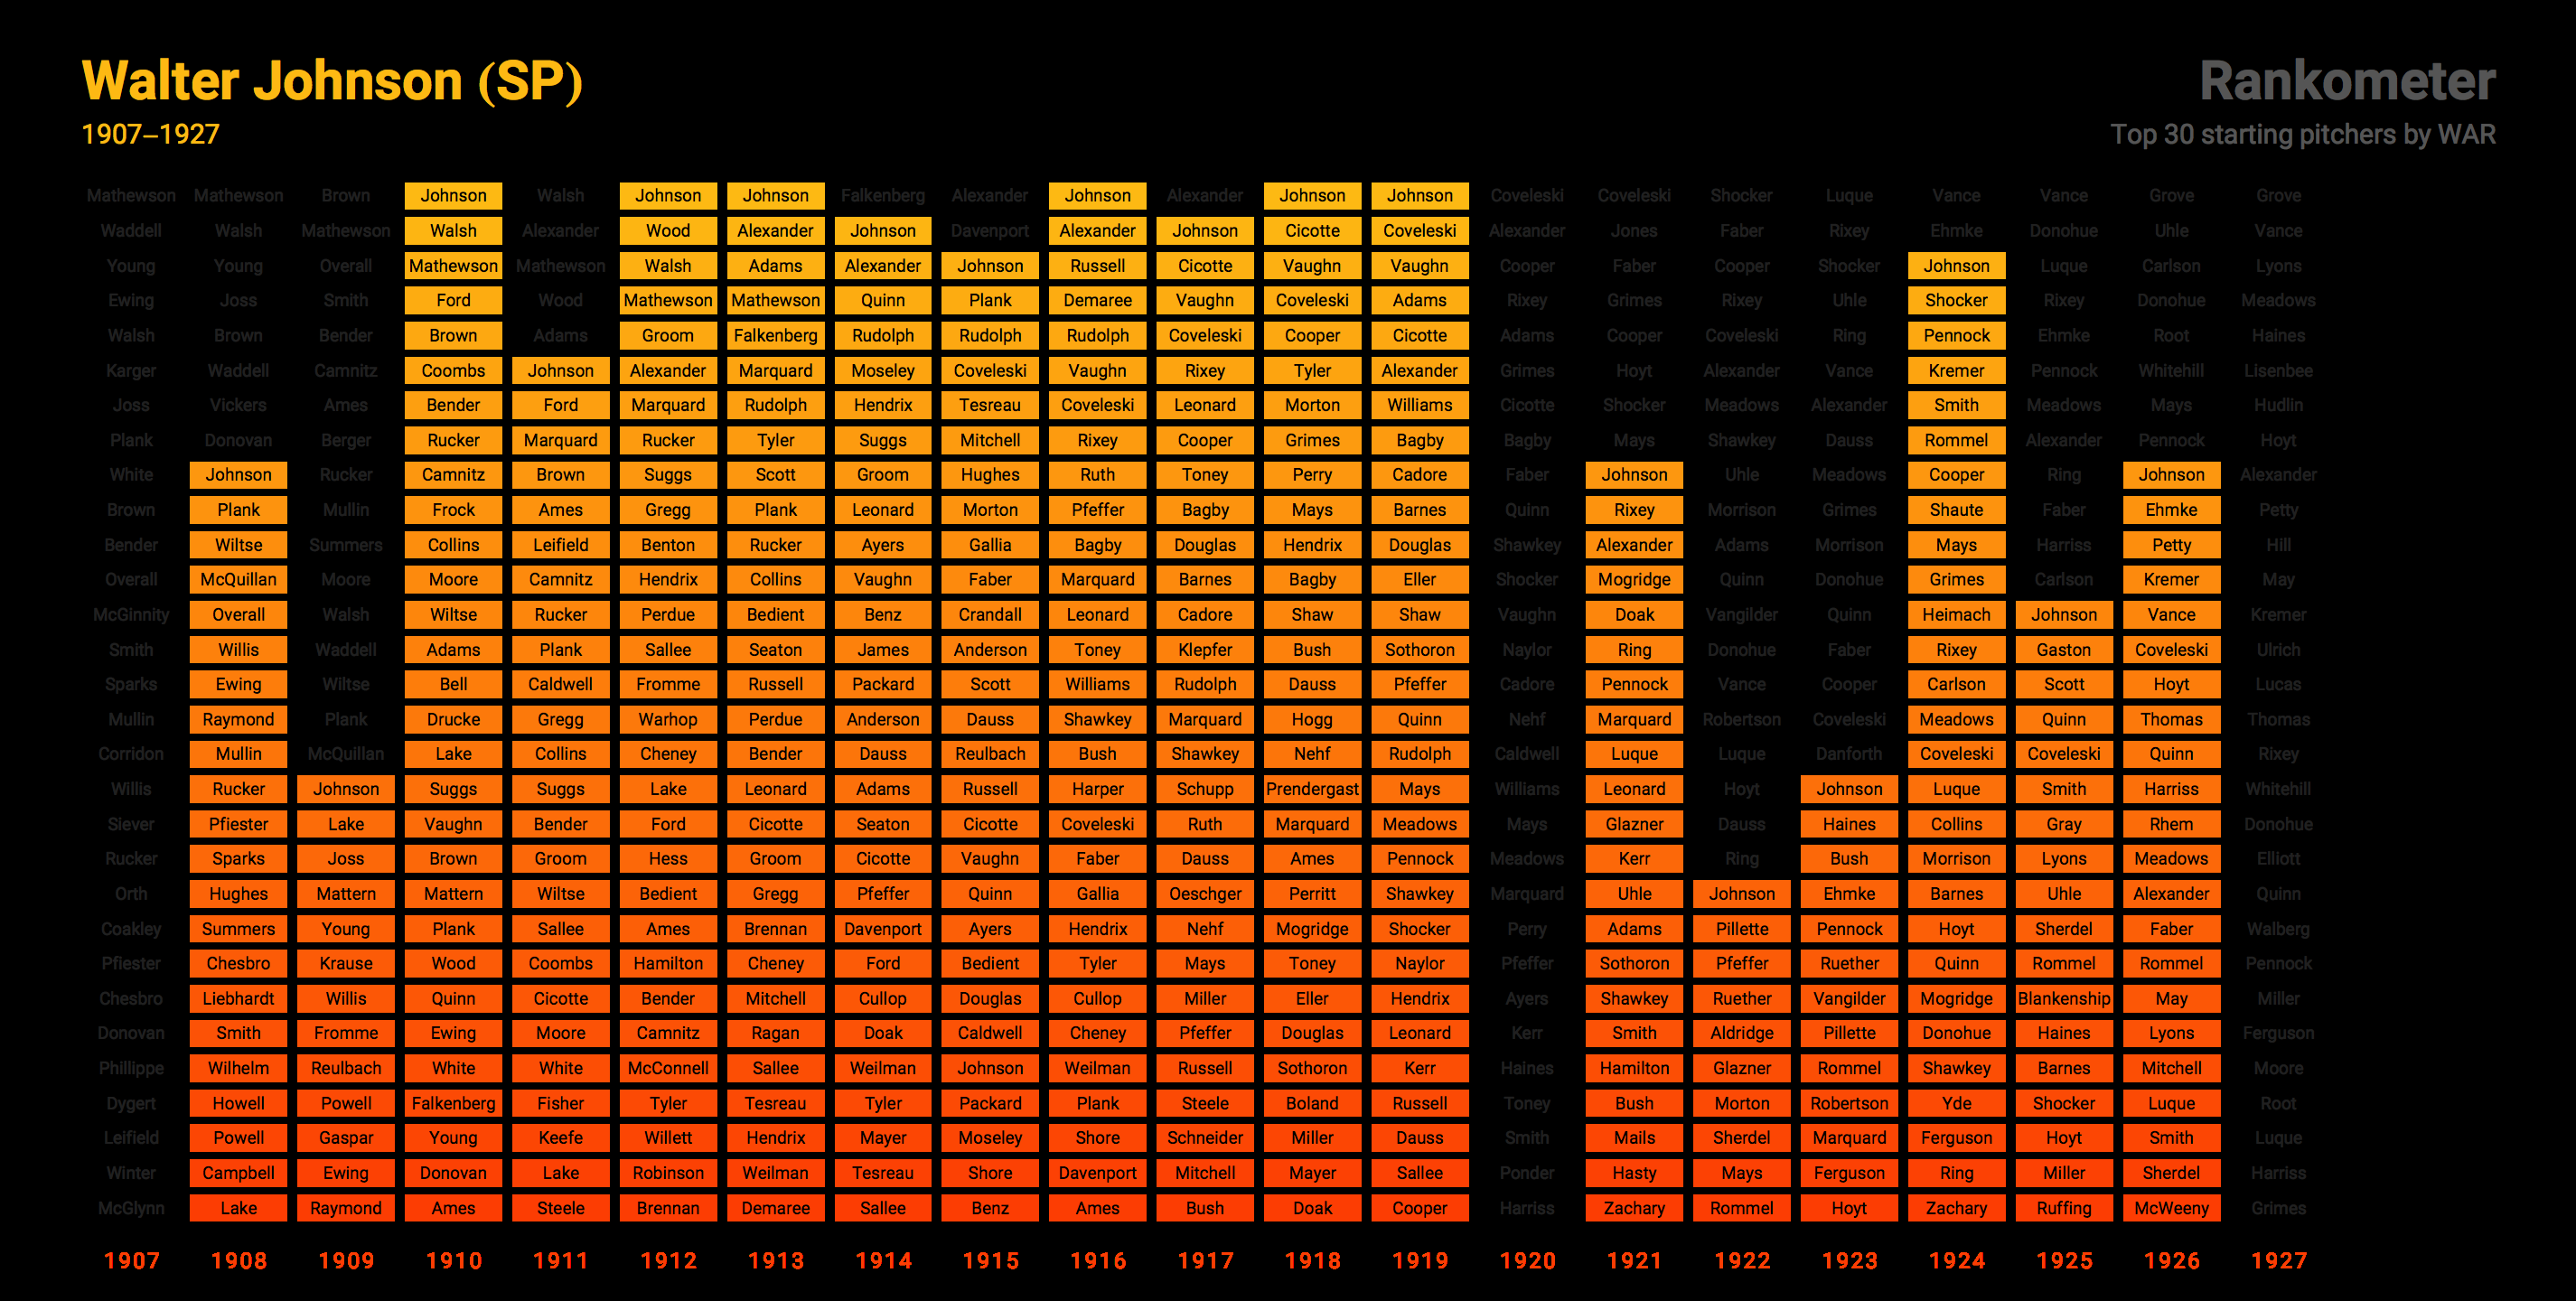 Walter Johnson (SP)
Rankometer
1907–1927
Top 30 starting pitchers by WAR
Mathewson Mathewson Brown Johnson Walsh Johnson Johnson Falkenberg Alexander Johnson Alexander Johnson Johnson Coveleski Coveleski Shocker Luque Vance Vance Grove Grove
Waddell Walsh Mathewson Walsh Alexander Wood Alexander Johnson Davenport Alexander Johnson Cicotte Coveleski Alexander Jones Faber Rixey Ehmke Donohue Uhle Vance
Young Young Overall Mathewson Mathewson Walsh Adams Alexander Johnson Russell Cicotte Vaughn Vaughn Cooper Faber Cooper Shocker Johnson Luque Carlson Lyons
Ewing Joss Smith Ford Wood Mathewson Mathewson Quinn Plank Demaree Vaughn Coveleski Adams Rixey Grimes Rixey Uhle Shocker Rixey Donohue Meadows
Walsh Brown Bender Brown Adams Groom Falkenberg Rudolph Rudolph Rudolph Coveleski Cooper Cicotte Adams Cooper Coveleski Ring Pennock Ehmke Root Haines
Karger Waddell Camnitz Coombs Johnson Alexander Marquard Moseley Coveleski Vaughn Rixey Tyler Alexander Grimes Hoyt Alexander Vance Kremer Pennock Whitehill Lisenbee
Joss Vickers Ames Bender Ford Marquard Rudolph Hendrix Tesreau Coveleski Leonard Morton Williams Cicotte Shocker Meadows Alexander Smith Meadows Mays Hudlin
Plank Donovan Berger Rucker Marquard Rucker Tyler Suggs Mitchell Rixey Cooper Grimes Bagby Bagby Mays Shawkey Dauss Rommel Alexander Pennock Hoyt
White Johnson Rucker Camnitz Brown Suggs Scott Groom Hughes Ruth Toney Perry Cadore Faber Johnson Uhle Meadows Cooper Ring Johnson Alexander
Brown Plank Mullin Frock Ames Gregg Plank Leonard Morton Pfeffer Bagby Mays Barnes Quinn Rixey Morrison Grimes Shaute Faber Ehmke Petty
Bender Wiltse Summers Collins Leifield Benton Rucker Ayers Gallia Bagby Douglas Hendrix Douglas Shawkey Alexander Adams Morrison Mays Harriss Petty Hill
Overall McQuillan Moore Moore Camnitz Hendrix Collins Vaughn Faber Marquard Barnes Bagby Eller Shocker Mogridge Quinn Donohue Grimes Carlson Kremer May
McGinnity Overall Walsh Wiltse Rucker Perdue Bedient Benz Crandall Leonard Cadore Shaw Shaw Vaughn Doak Vangilder Quinn Heimach Johnson Vance Kremer
Smith Willis Waddell Adams Plank Sallee Seaton James Anderson Toney Klepfer Bush Sothoron Naylor Ring Donohue Faber Rixey Gaston Coveleski Ulrich
Sparks Ewing Wiltse Bell Caldwell Fromme Russell Packard Scott Williams Rudolph Dauss Pfeffer Cadore Pennock Vance Cooper Carlson Scott Hoyt Lucas
Mullin Raymond Plank Drucke Gregg Warhop Perdue Anderson Dauss Shawkey Marquard Hogg Quinn Nehf Marquard Robertson Coveleski Meadows Quinn Thomas Thomas
Corridon Mullin McQuillan Lake Collins Cheney Bender Dauss Reulbach Bush Shawkey Nehf Rudolph Caldwell Luque Luque Danforth Coveleski Coveleski Quinn Rixey
Willis Rucker Johnson Suggs Suggs Lake Leonard Adams Russell Harper Schupp Prendergast Mays Williams Leonard Hoyt Johnson Luque Smith Harriss Whitehill
Siever Pfiester Lake Vaughn Bender Ford Cicotte Seaton Cicotte Coveleski Ruth Marquard Meadows Mays Glazner Dauss Haines Collins Gray Rhem Donohue
Rucker Sparks Joss Brown Groom Hess Groom Cicotte Vaughn Faber Dauss Ames Pennock Meadows Kerr Ring Bush Morrison Lyons Meadows Elliott
Orth Hughes Mattern Mattern Wiltse Bedient Gregg Pfeffer Quinn Gallia Oeschger Perritt Shawkey Marquard Uhle Johnson Ehmke Barnes Uhle Alexander Quinn
Coakley Summers Young Plank Sallee Ames Brennan Davenport Ayers Hendrix Nehf Mogridge Shocker Perry Adams Pillette Pennock Hoyt Sherdel Faber Walberg
Pfiester Chesbro Krause Wood Coombs Hamilton Cheney Ford Bedient Tyler Mays Toney Naylor Pfeffer Sothoron Pfeffer Ruether Quinn Rommel Rommel Pennock
Chesbro Liebhardt Willis Quinn Cicotte Bender Mitchell Cullop Douglas Cullop Miller Eller Hendrix Ayers Shawkey Ruether Vangilder Mogridge Blankenship May Miller
Donovan Smith Fromme Ewing Moore Camnitz Ragan Doak Caldwell Cheney Pfeffer Douglas Leonard Kerr Smith Aldridge Pillette Donohue Haines Lyons Ferguson
Phillippe Wilhelm Reulbach White White McConnell Sallee Weilman Johnson Weilman Russell Sothoron Kerr Haines Hamilton Glazner Rommel Shawkey Barnes Mitchell Moore
Dygert Howell Powell Falkenberg Fisher Tyler Tesreau Tyler Packard Plank Steele Boland Russell Toney Bush Morton Robertson Yde Shocker Luque Root
Leifield Powell Gaspar Young Keefe Willett Hendrix Mayer Moseley Shore Schneider Miller Dauss Smith Mails Sherdel Marquard Ferguson Hoyt Smith Luque
Winter Campbell Ewing Donovan Lake Robinson Weilman Tesreau Shore Davenport Mitchell Mayer Sallee Ponder Hasty Mays Ferguson Ring Miller Sherdel Harriss
McGlynn Lake Raymond Ames Steele Brennan Demaree Sallee Benz Ames Bush Doak Cooper Harriss Zachary Rommel Hoyt Zachary Ruffing McWeeny Grimes
1907 1908 1909 1910 1911 1912 1913 1914 1915 1916 1917 1918 1919 1920 1921 1922 1923 1924 1925 1926 1927